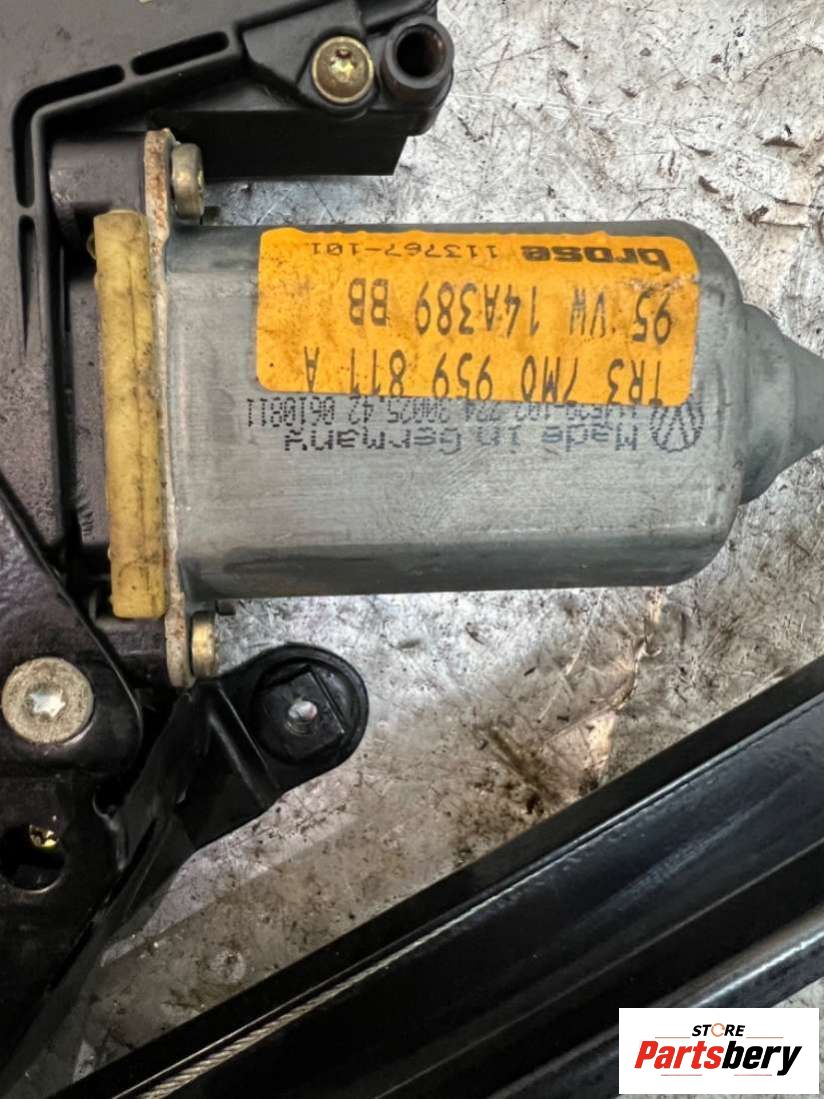 brose 113767-101
95 VW 14A389 BB
TR3 7M0 959 811 A
Made in Germany
STORE
Partsbery